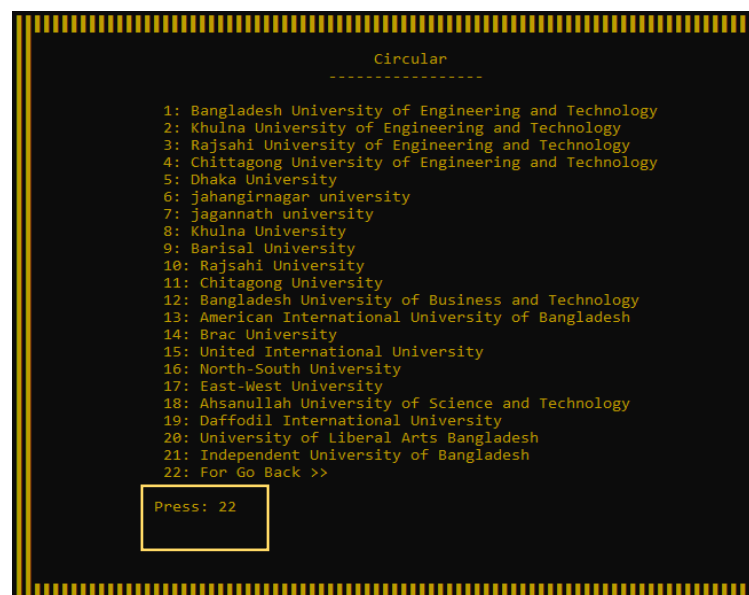 Circular
-----------------
1: Bangladesh University of Engineering and Technology
2: Khulna University of Engineering and Technology
3: Rajsahi University of Engineering and Technology
4: Chittagong University of Engineering and Technology
5: Dhaka University
6: jahangirnagar university
7: jagannath university
8: Khulna University
9: Barisal University
10: Rajsahi University
11: Chitagong University
12: Bangladesh University of Business and Technology
13: American International University of Bangladesh
14: Brac University
15: United International University
16: North-South University
17: East-West University
18: Ahsanullah University of Science and Technology
19: Daffodil International University
20: University of Liberal Arts Bangladesh
21: Independent University of Bangladesh
22: For Go Back >>
Press: 22